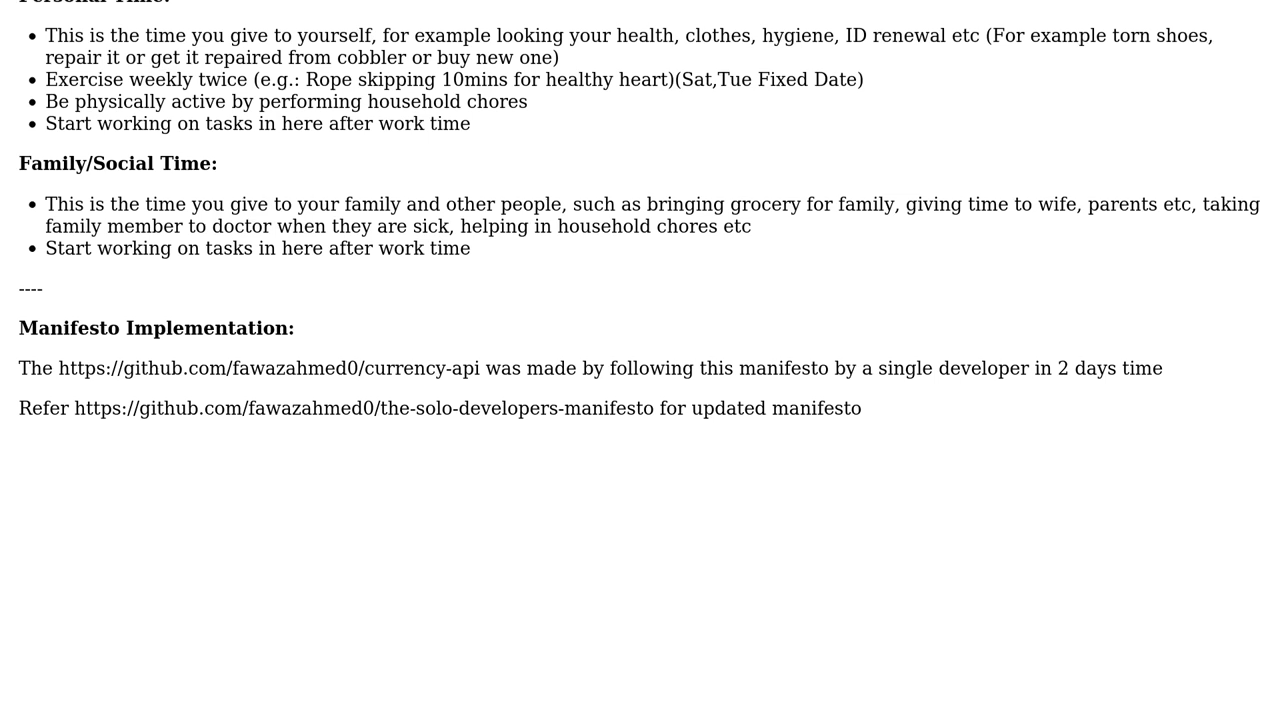 Personal Time:
This is the time you give to yourself, for example looking your health, clothes, hygiene, ID renewal etc (For example torn shoes,
repair it or get it repaired from cobbler or buy new one)
Exercise weekly twice (e.g.: Rope skipping 10mins for healthy heart)(Sat,Tue Fixed Date)
Be physically active by performing household chores
Start working on tasks in here after work time
Family/Social Time:
This is the time you give to your family and other people, such as bringing grocery for family, giving time to wife, parents etc, taking
family member to doctor when they are sick, helping in household chores etc
Start working on tasks in here after work time
----
Manifesto Implementation:
The https://github.com/fawazahmed0/currency-api was made by following this manifesto by a single developer in 2 days time
Refer https://github.com/fawazahmed0/the-solo-developers-manifesto for updated manifesto